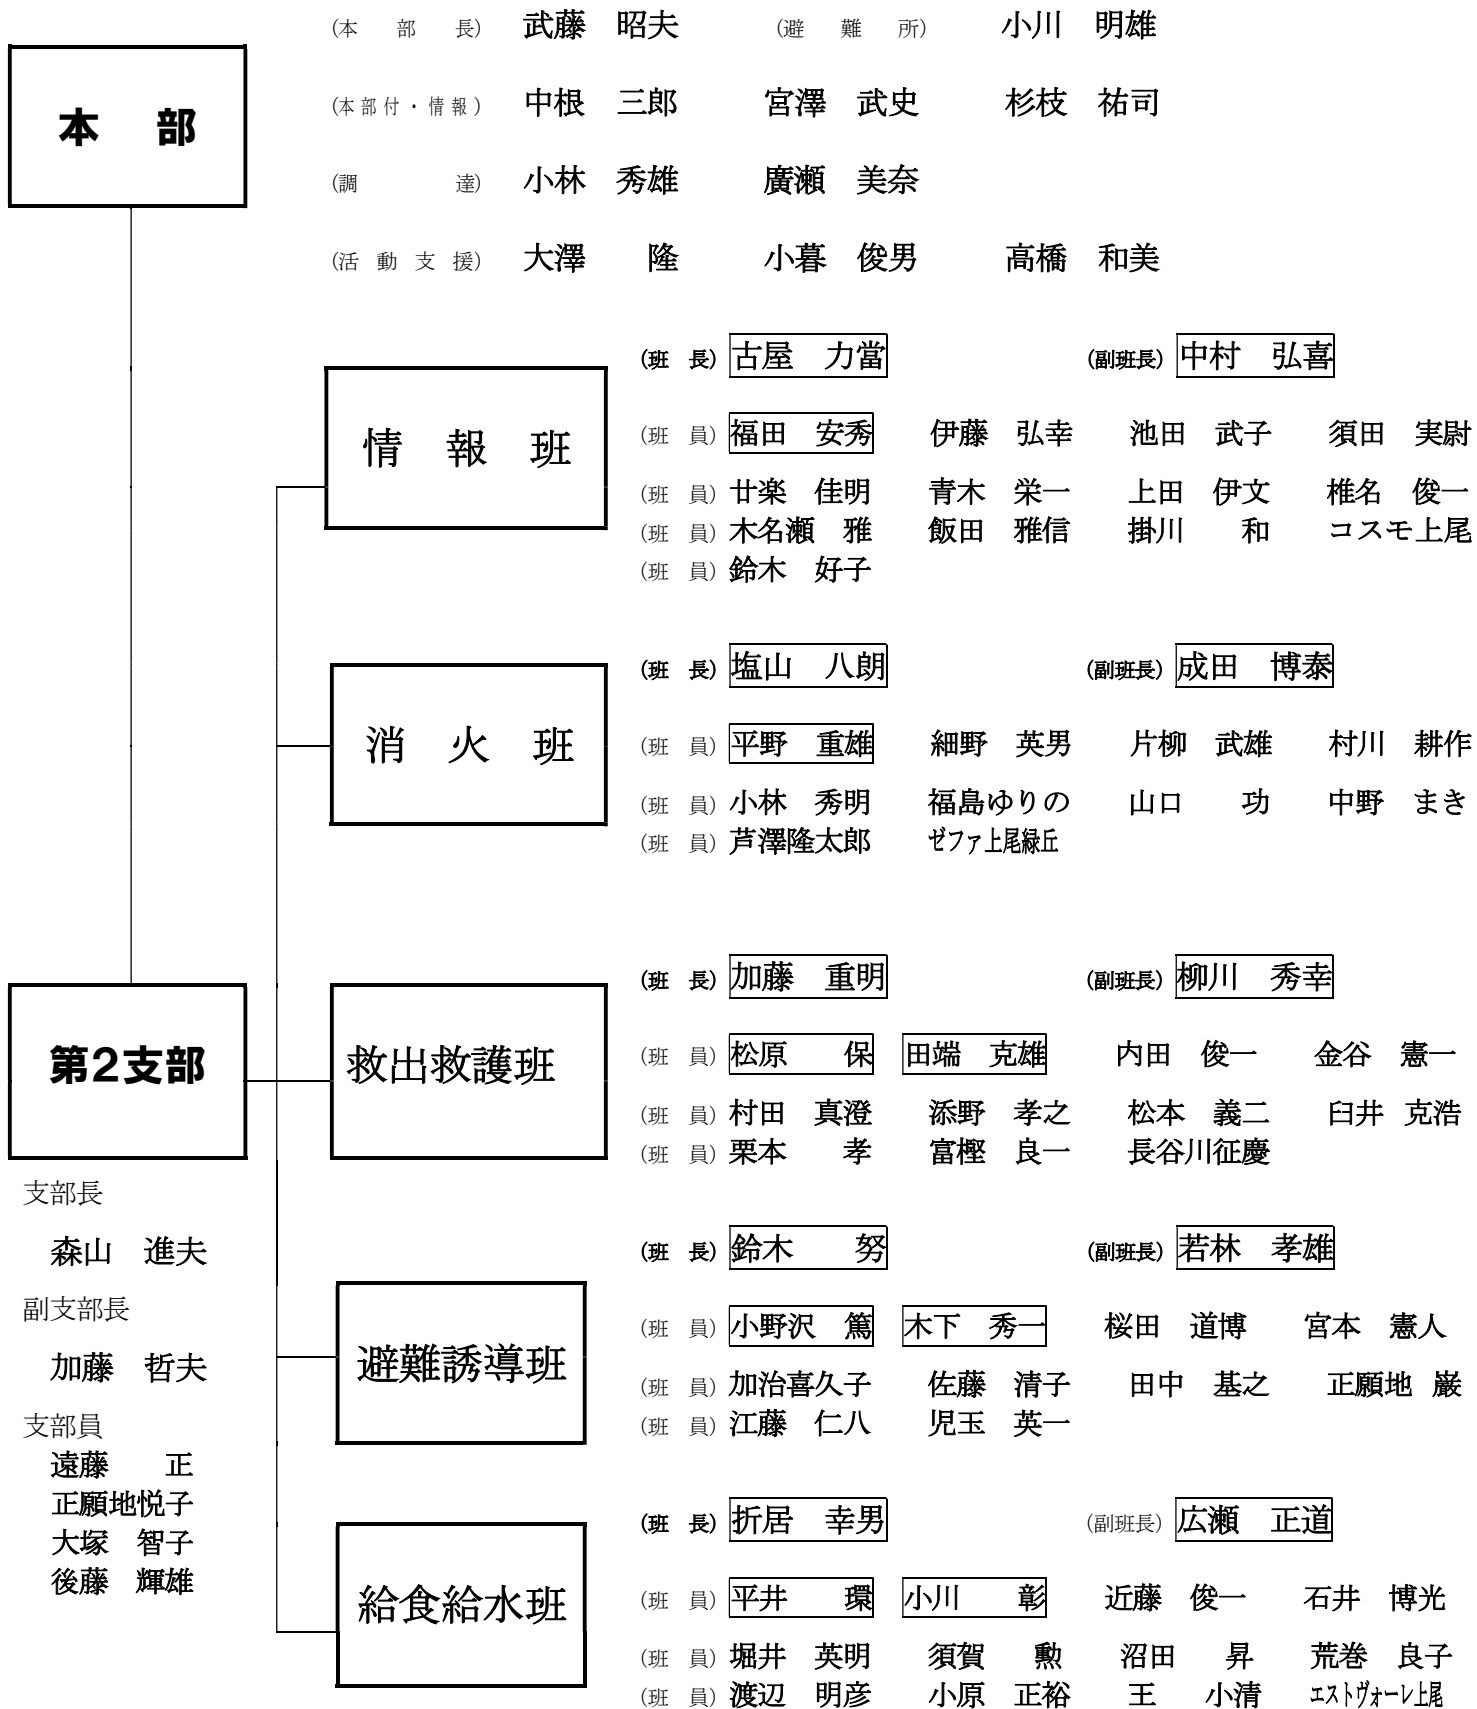 (本 部 長) 武藤 昭夫 (避 難 所) 小川 明雄
本 部
(本部付・情報) 中根 三郎 宮澤 武史 杉枝 祐司
(調 達) 小林 秀雄 廣瀬 美奈
(活 動 支 援) 大澤 隆 小暮 俊男 高橋 和美
情 報 班
(班 長) 古屋 力當 (副班長) 中村 弘喜
(班 員) 福田 安秀 伊藤 弘幸 池田 武子 須田 実尉
(班 員) 廿楽 佳明 青木 栄一 上田 伊文 椎名 俊一
(班 員) 木名瀬 雅 飯田 雅信 掛川 和 コスモ上尾
(班 員) 鈴木 好子
消 火 班
(班 長) 塩山 八朗 (副班長) 成田 博泰
(班 員) 平野 重雄 細野 英男 片柳 武雄 村川 耕作
(班 員) 小林 秀明 福島ゆりの 山口 功 中野 まき
(班 員) 芦澤隆太郎 ゼファ上尾緑丘
第2支部
支部長
森山 進夫
副支部長
加藤 哲夫
支部員
遠藤 正
正願地悦子
大塚 智子
後藤 輝雄
救出救護班
(班 長) 加藤 重明 (副班長) 柳川 秀幸
(班 員) 松原 保 田端 克雄 内田 俊一 金谷 憲一
(班 員) 村田 真澄 添野 孝之 松本 義二 臼井 克浩
(班 員) 栗本 孝 富樫 良一 長谷川征慶
避難誘導班
(班 長) 鈴木 努 (副班長) 若林 孝雄
(班 員) 小野沢 篤 木下 秀一 桜田 道博 宮本 憲人
(班 員) 加治喜久子 佐藤 清子 田中 基之 正願地 巌
(班 員) 江藤 仁八 児玉 英一
給食給水班
(班 長) 折居 幸男 (副班長) 広瀬 正道
(班 員) 平井 環 小川 彰 近藤 俊一 石井 博光
(班 員) 堀井 英明 須賀 勲 沼田 昇 荒巻 良子
(班 員) 渡辺 明彦 小原 正裕 王 小清 エストヴォーレ上尾